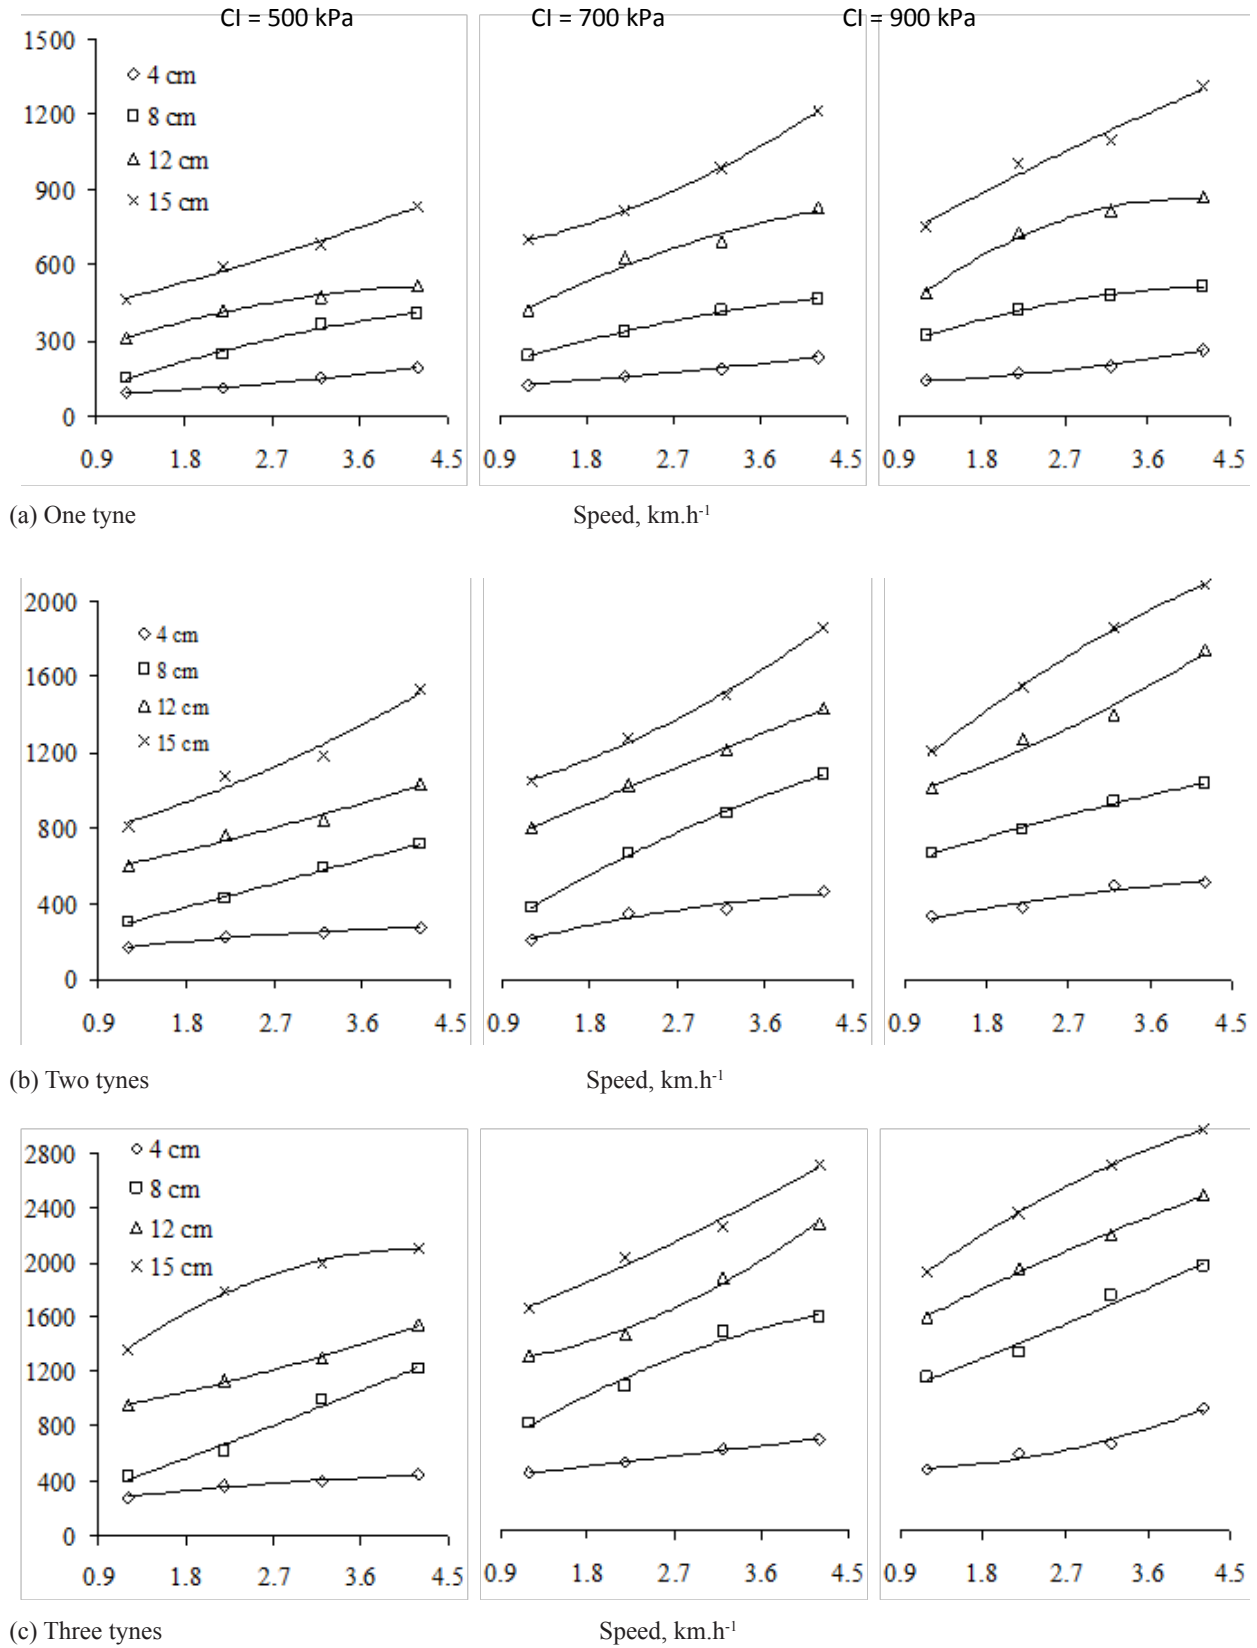 CI = 500 kPa CI = 700 kPa CI = 900 kPa
1500
4 cm
1200
8 cm
12 cm
900
15 cm
600
300
0
0.9 1.8 2.7 3.6 4.5 0.9 1.8 2.7 3.6 4.5 0.9 1.8 2.7 3.6 4.5
(a) One tyne Speed, km.h-1
2000
4 cm
8 cm
1600
12 cm
15 cm
1200
800
400
0
0.9 1.8 2.7 3.6 4.5 0.9 1.8 2.7 3.6 4.5 0.9 1.8 2.7 3.6 4.5
(b) Two tynes Speed, km.h-1
2800
4 cm
8 cm
2400
12 cm
2000
15 cm
1600
1200
800
400
0
0.9 1.8 2.7 3.6 4.5 0.9 1.8 2.7 3.6 4.5 0.9 1.8 2.7 3.6 4.5
(c) Three tynes Speed, km.h-1